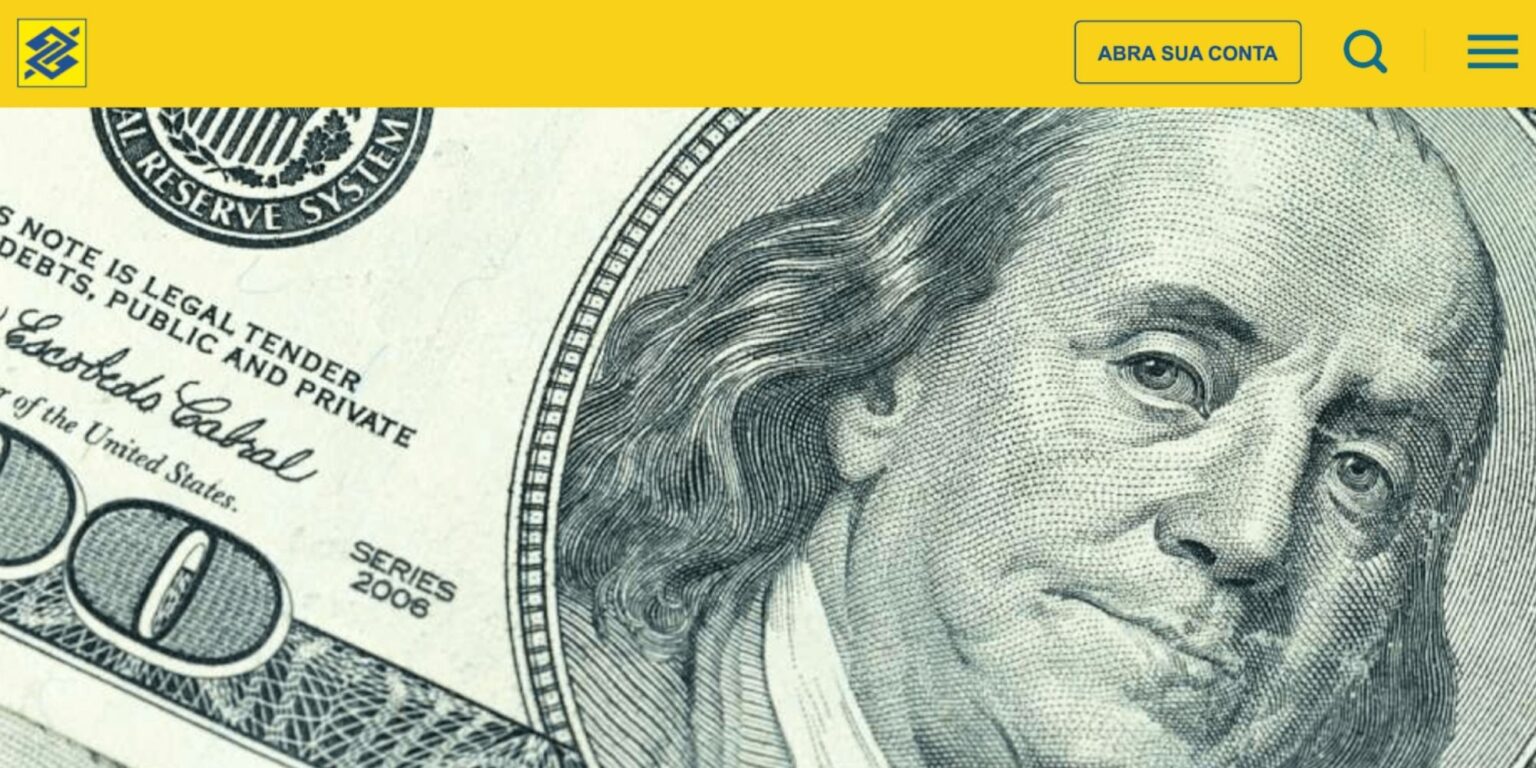 ABRA SUA CONTA
AL RESERVE SYSTEM
S NOTE IS LEGAL TENDER
DEBTS, PUBLIC AND PRIVATE
Escobedo Cabral
r of the United States.
SERIES
2006